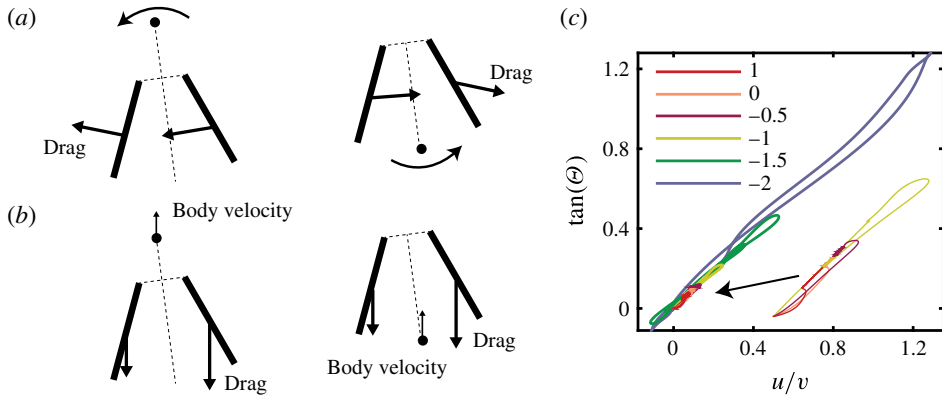 (a)
Drag
Drag
(b)
Body velocity
Drag
Body velocity
Drag
(c)
1
0
−0.5
−1
−1.5
−2
tan(Θ)
1.2
0.8
0.4
0
0 0.4 0.8 1.2
u/v